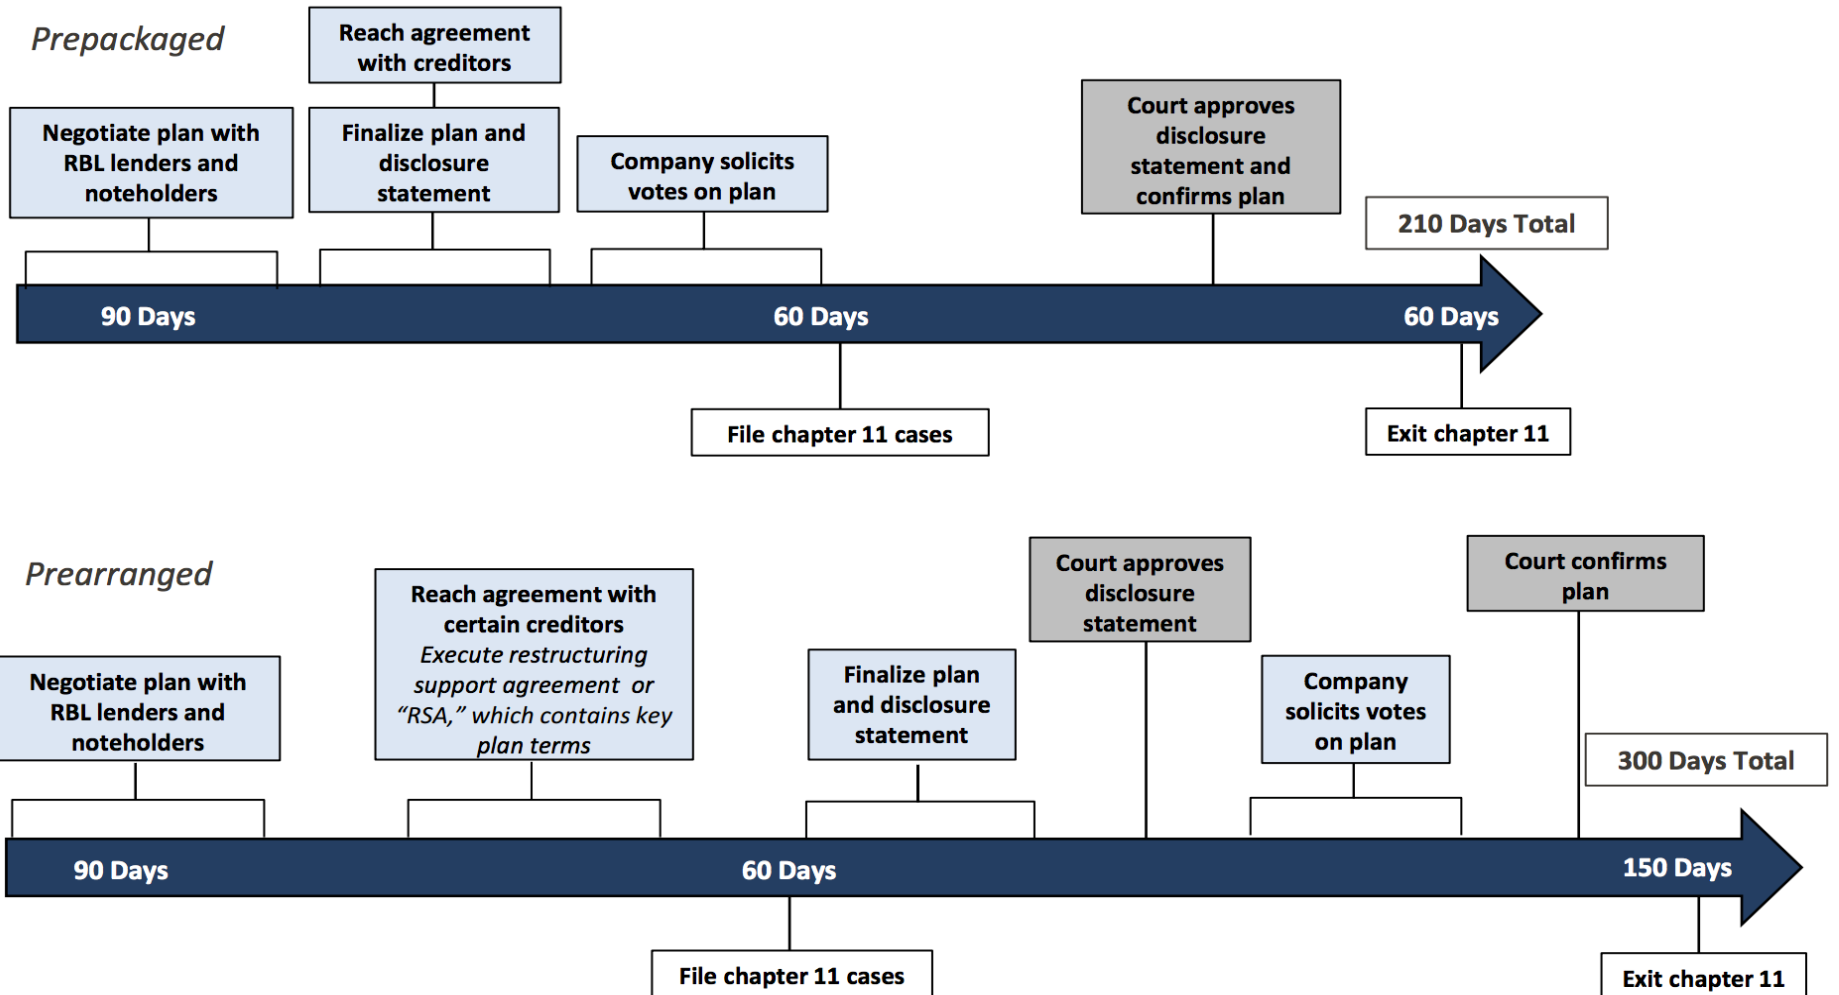 Prepackaged
Reach agreement
with creditors
Negotiate plan with
RBL lenders and
noteholders
Finalize plan and
disclosure
statement
Company solicits
votes on plan
Court approves
disclosure
statement and
confirms plan
210 Days Total
90 Days
60 Days
60 Days
File chapter 11 cases
Exit chapter 11
Prearranged
Negotiate plan with
RBL lenders and
noteholders
Reach agreement with
certain creditors
Execute restructuring
support agreement or
“RSA,” which contains key
plan terms
Finalize plan
and disclosure
statement
Court approves
disclosure
statement
Company
solicits votes
on plan
Court confirms
plan
300 Days Total
90 Days
60 Days
150 Days
File chapter 11 cases
Exit chapter 11